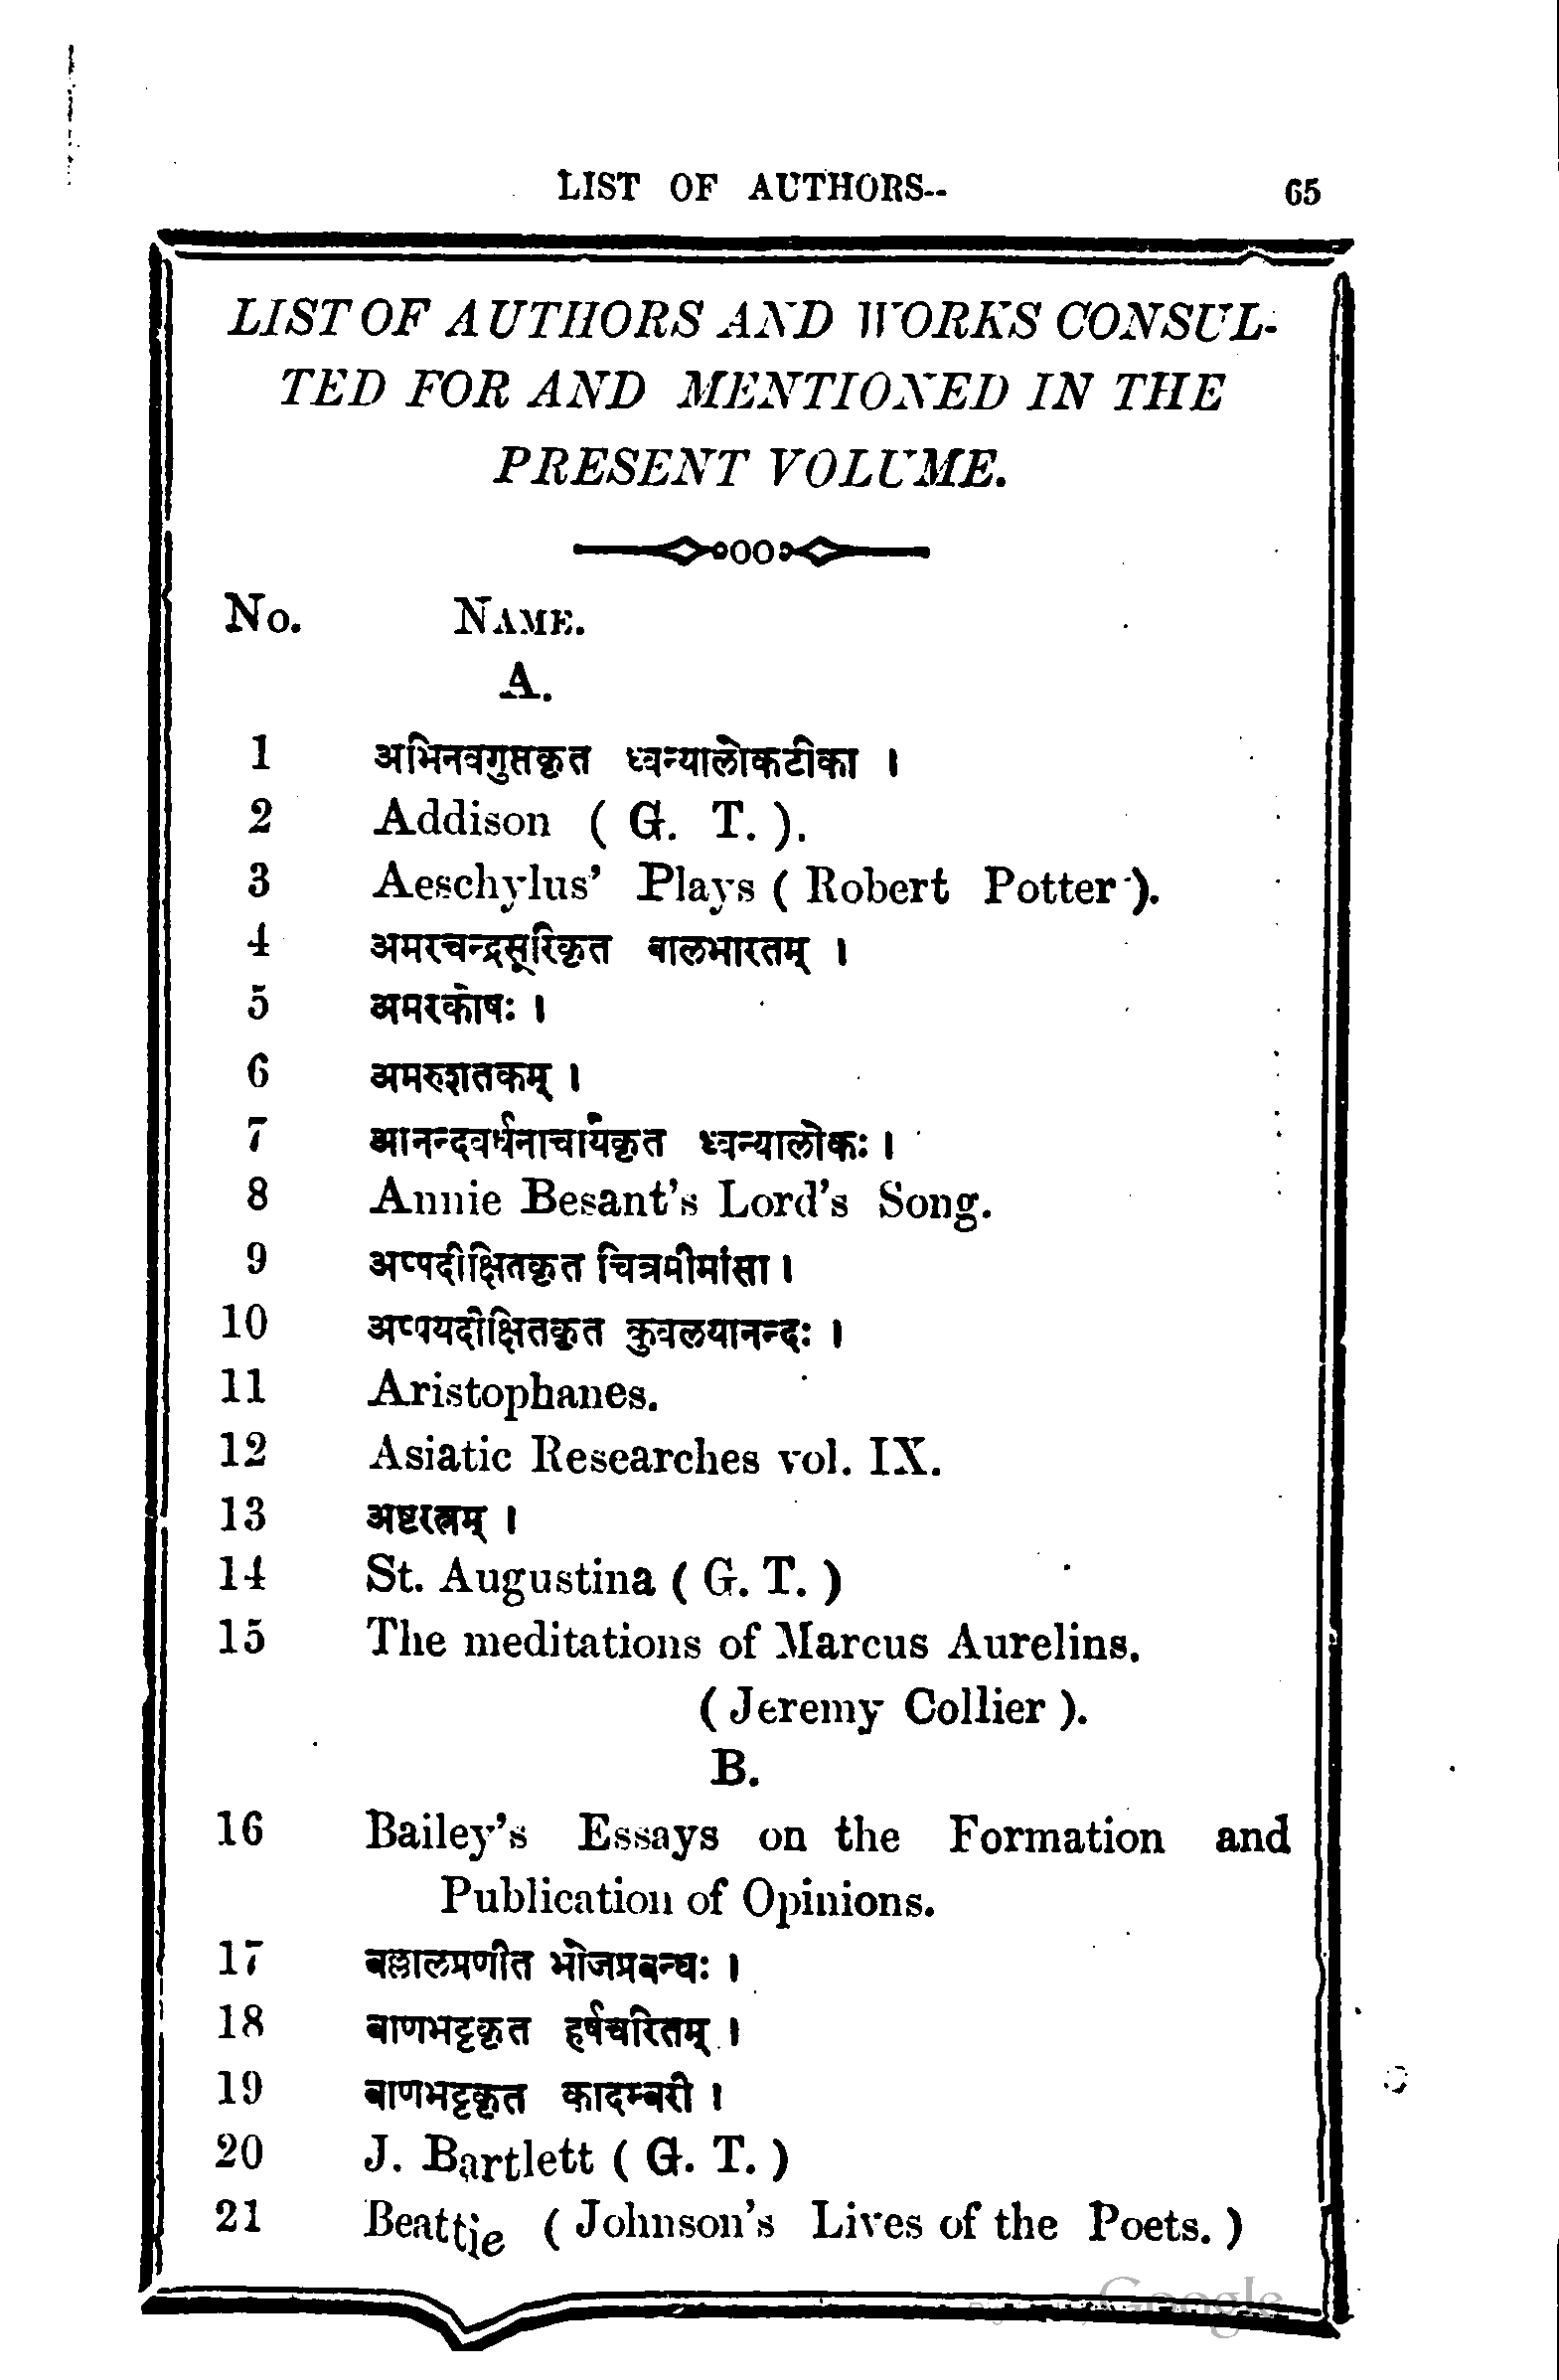 LIST OF AUTHORS-- 65
LIST OF AUTHORS AND WORKS CONSUL-
TED FOR AND MENTIONED IN THE
PRESENT VOLUME.
No. NAME.
A.
1 अभिनवगुप्तकृत ध्वन्यालोकटीका ।
2 Addison ( G. T. ).
3 Aeschylus' Plays ( Robert Potter ).
4 अमरचन्द्रसूरिकृत बालभारतम् ।
5 अमरकोषः ।
6 अमरुशतकम् ।
7 आनन्दवर्धनाचार्यकृत ध्वन्यालोकः ।
8 Annie Besant's Lord's Song.
9 अप्पदीक्षितकृत चित्रमीमांसा ।
10 अप्पयदीक्षितकृत कुवलयानन्दः ।
11 Aristophanes.
12 Asiatic Researches vol. IX.
13 अष्टरत्नम् ।
14 St. Augustina ( G. T. )
15 The meditations of Marcus Aurelins.
( Jeremy Collier ).
B.
16 Bailey's Essays on the Formation and
Publication of Opinions.
17 बल्लालप्रणीत भोजप्रबन्धः ।
18 बाणभट्टकृत हर्षचरितम् ।
19 बाणभट्टकृत कादम्बरी ।
20 J. Bartlett ( G. T. )
21 Beattie ( Johnson's Lives of the Poets. )
Google